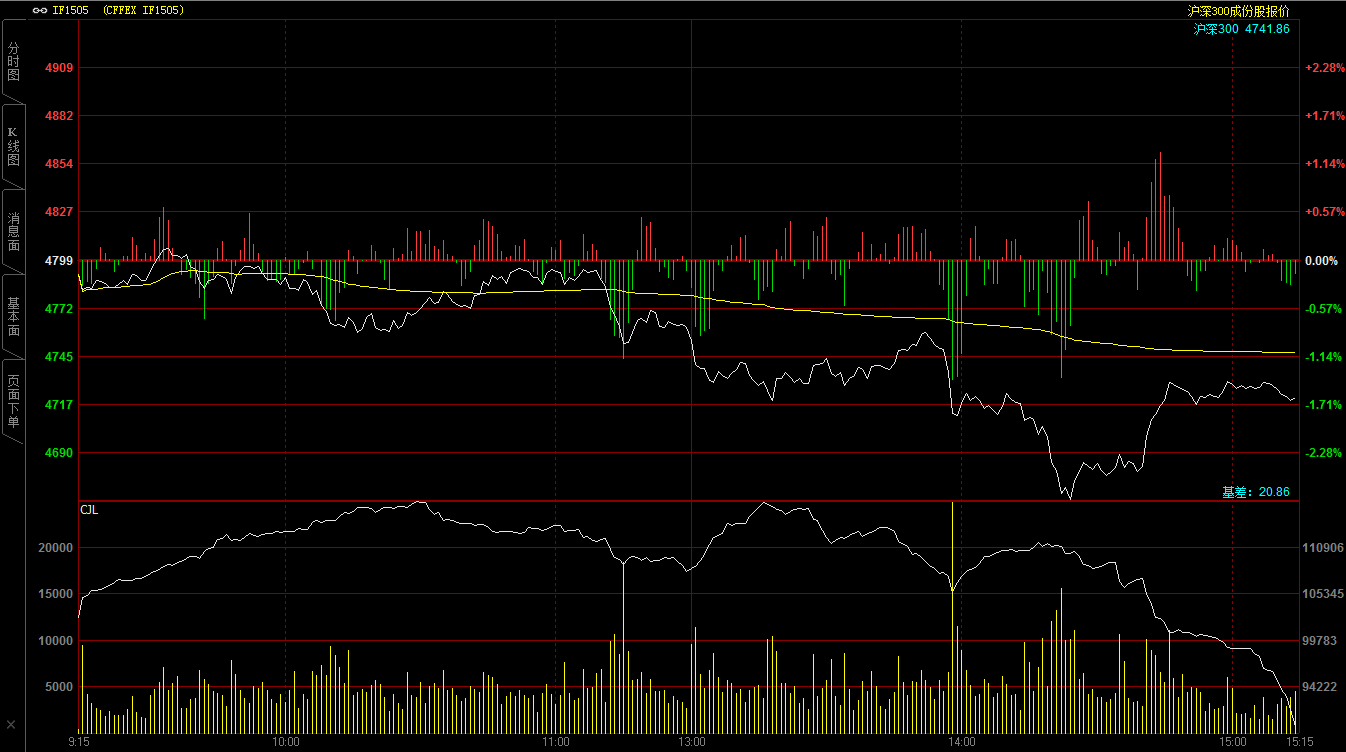 IF1505 (CFFEX IF1505)
沪深300成份股报价
沪深300 4741.86
分时图
K线图
消息面
基本面
页面下单
4909 +2.28%
4882 +1.71%
4854 +1.14%
4827 +0.57%
4799 0.00%
4772 -0.57%
4745 -1.14%
4717 -1.71%
4690 -2.28%
基差: 20.86
CJL
20000 110906
15000 105345
10000 99783
5000 94222
9:15 10:00 11:00 13:00 14:00 15:00 15:15